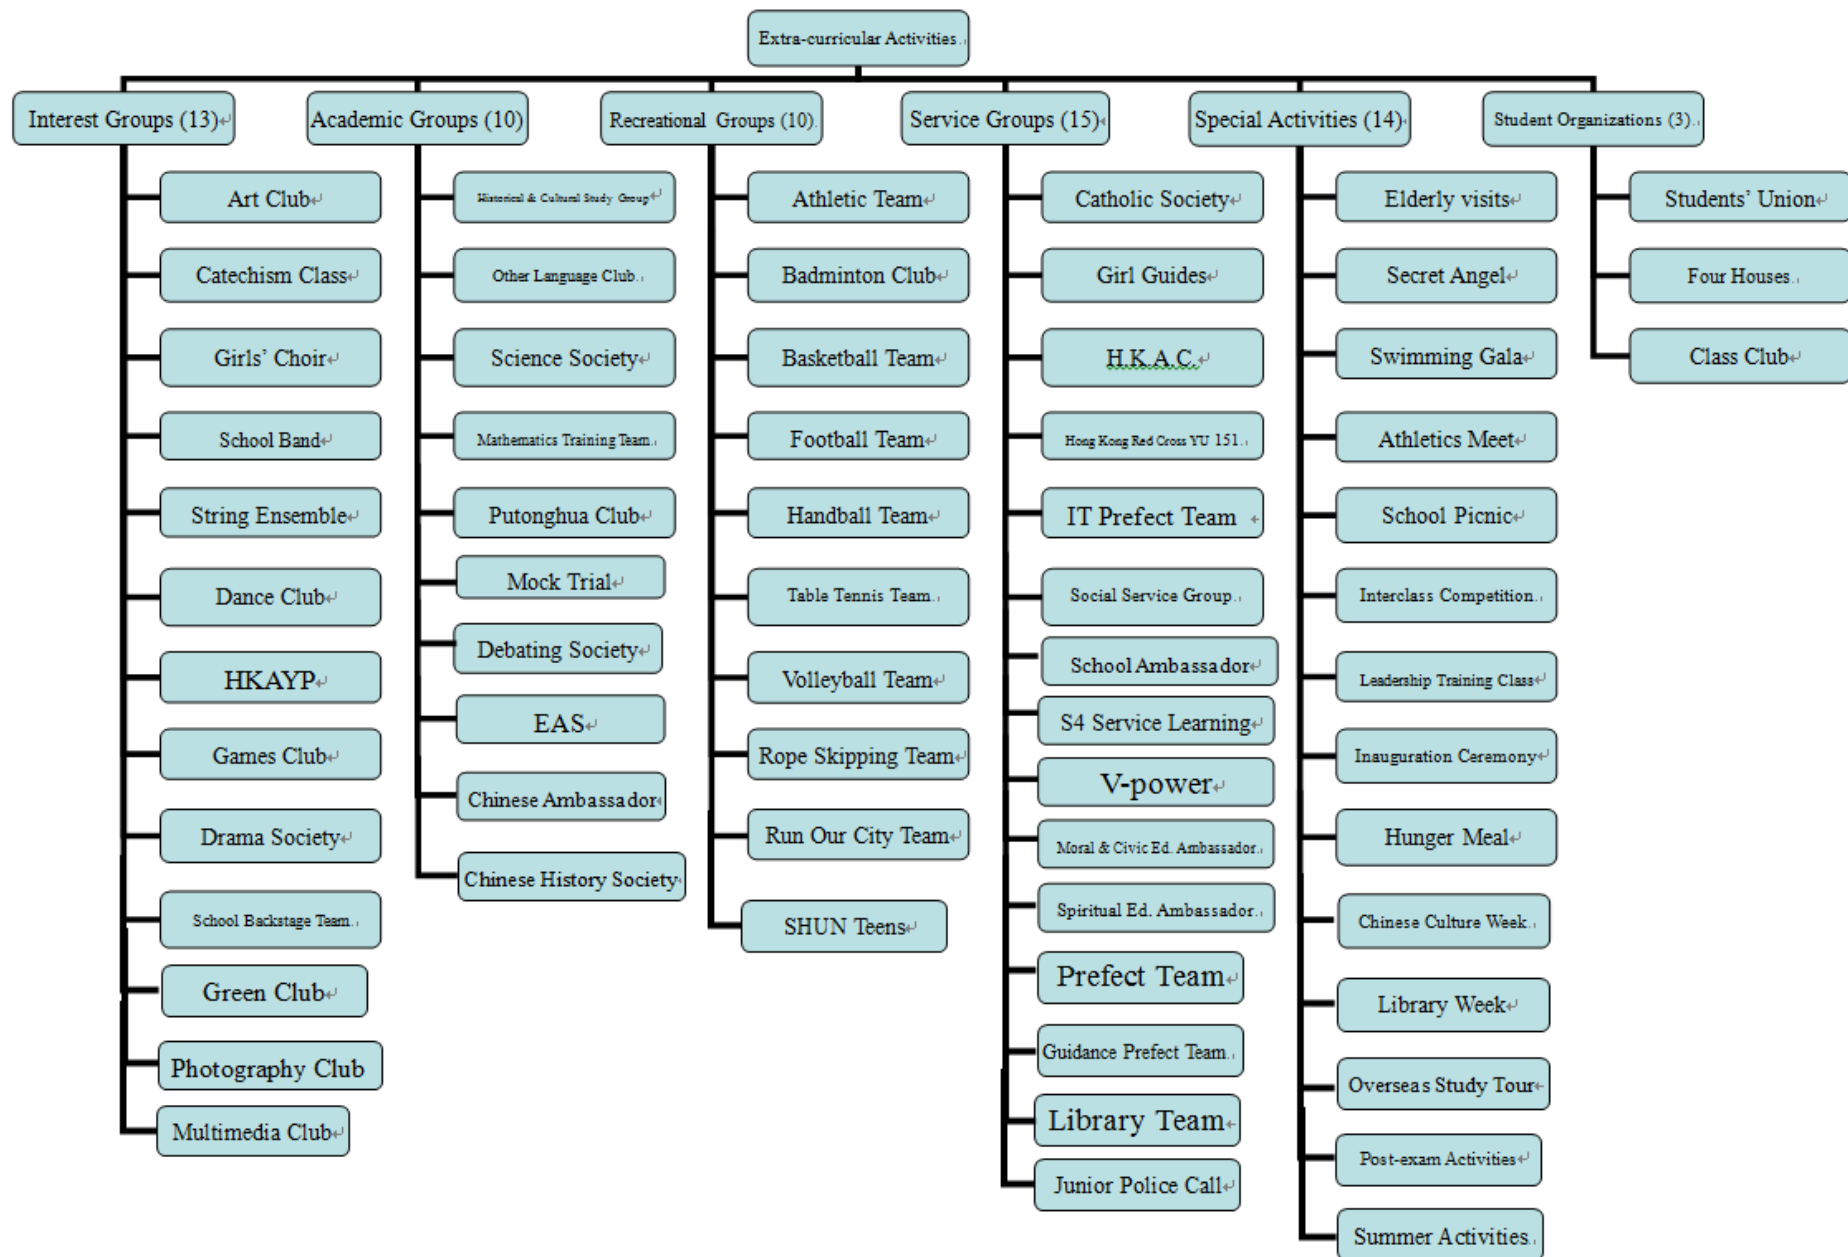 Extra-curricular Activities
Interest Groups (13)
Academic Groups (10)
Recreational Groups (10)
Service Groups (15)
Special Activities (14)
Student Organizations (3)
Art Club
Catechism Class
Girls' Choir
School Band
String Ensemble
Dance Club
HKAYP
Games Club
Drama Society
School Backstage Team
Green Club
Photography Club
Multimedia Club
Historical & Cultural Study Group
Other Language Club
Science Society
Mathematics Training Team
Putonghua Club
Mock Trial
Debating Society
EAS
Chinese Ambassador
Chinese History Society
Athletic Team
Badminton Club
Basketball Team
Football Team
Handball Team
Table Tennis Team
Volleyball Team
Rope Skipping Team
Run Our City Team
SHUN Teens
Catholic Society
Girl Guides
H.K.A.C.
Hong Kong Red Cross YU 151
IT Prefect Team
Social Service Group
School Ambassador
S4 Service Learning
V-power
Moral & Civic Ed. Ambassador
Spiritual Ed. Ambassador
Prefect Team
Guidance Prefect Team
Library Team
Junior Police Call
Elderly visits
Secret Angel
Swimming Gala
Athletics Meet
School Picnic
Interclass Competition
Leadership Training Class
Inauguration Ceremony
Hunger Meal
Chinese Culture Week
Library Week
Overseas Study Tour
Post-exam Activities
Summer Activities
Students' Union
Four Houses
Class Club